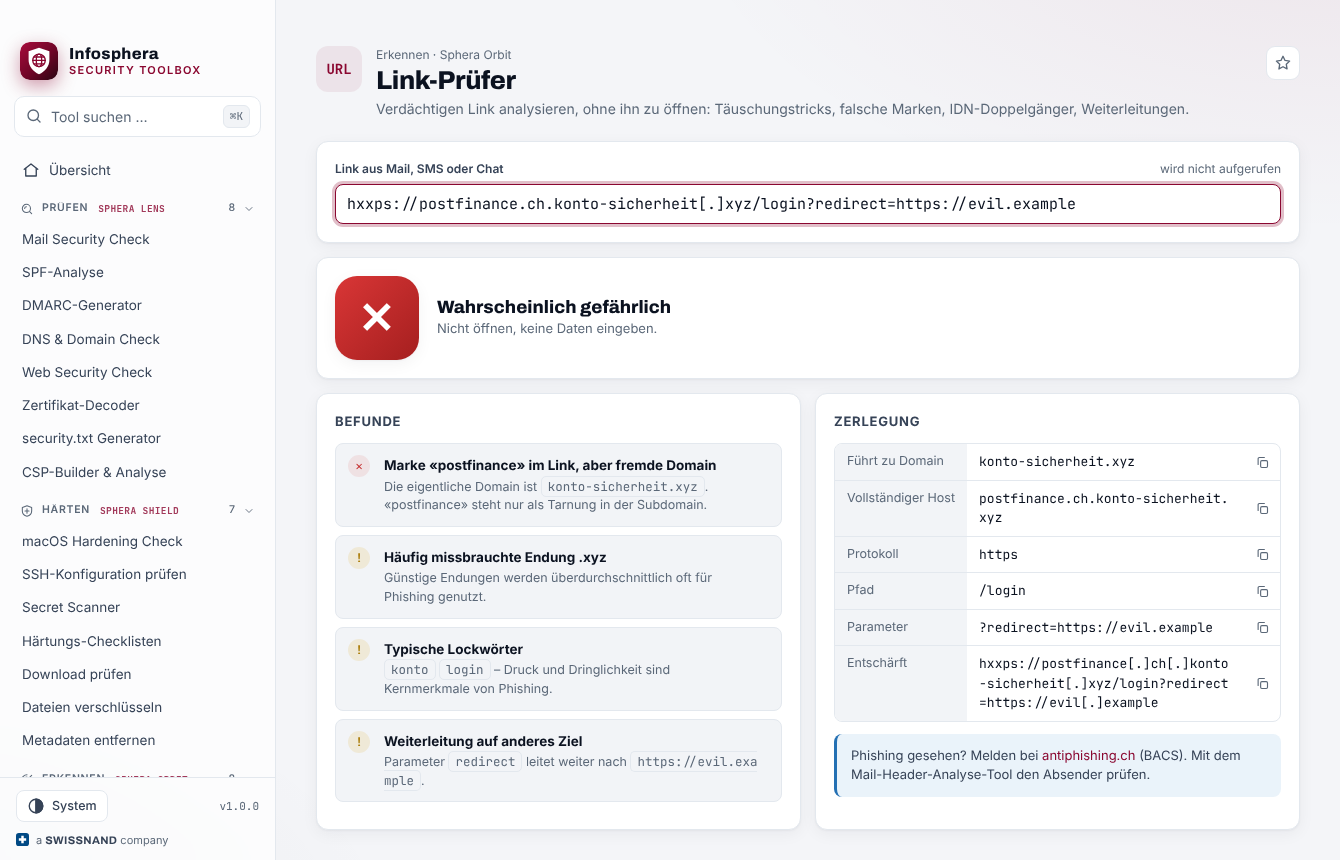 Infosphera
SECURITY TOOLBOX
Tool suchen ... ⌘K
Übersicht
PRÜFEN SPHERA LENS 8
Mail Security Check
SPF-Analyse
DMARC-Generator
DNS & Domain Check
Web Security Check
Zertifikat-Decoder
security.txt Generator
CSP-Builder & Analyse
HÄRTEN SPHERA SHIELD 7
macOS Hardening Check
SSH-Konfiguration prüfen
Secret Scanner
Härtungs-Checklisten
Download prüfen
Dateien verschlüsseln
Metadaten entfernen
System v1.0.0
a SWISSNAND company
URL
Erkennen · Sphera Orbit
Link-Prüfer
Verdächtigen Link analysieren, ohne ihn zu öffnen: Täuschungstricks, falsche Marken, IDN-Doppelgänger, Weiterleitungen.
Link aus Mail, SMS oder Chat wird nicht aufgerufen
hxxps://postfinance.ch.konto-sicherheit[.]xyz/login?redirect=https://evil.example
Wahrscheinlich gefährlich
Nicht öffnen, keine Daten eingeben.
BEFUNDE
Marke «postfinance» im Link, aber fremde Domain
Die eigentliche Domain ist konto-sicherheit.xyz .
«postfinance» steht nur als Tarnung in der Subdomain.
! Häufig missbrauchte Endung .xyz
Günstige Endungen werden überdurchschnittlich oft für
Phishing genutzt.
! Typische Lockwörter
konto login – Druck und Dringlichkeit sind
Kernmerkmale von Phishing.
! Weiterleitung auf anderes Ziel
Parameter redirect leitet weiter nach https://evil.exa
mple .
ZERLEGUNG
Führt zu Domain konto-sicherheit.xyz
Vollständiger Host postfinance.ch.konto-sicherheit.
xyz
Protokoll https
Pfad /login
Parameter ?redirect=https://evil.example
Entschärft hxxps://postfinance[.]ch[.]konto
-sicherheit[.]xyz/login?redirect
=https://evil[.]example
Phishing gesehen? Melden bei antiphishing.ch (BACS). Mit dem
Mail-Header-Analyse-Tool den Absender prüfen.